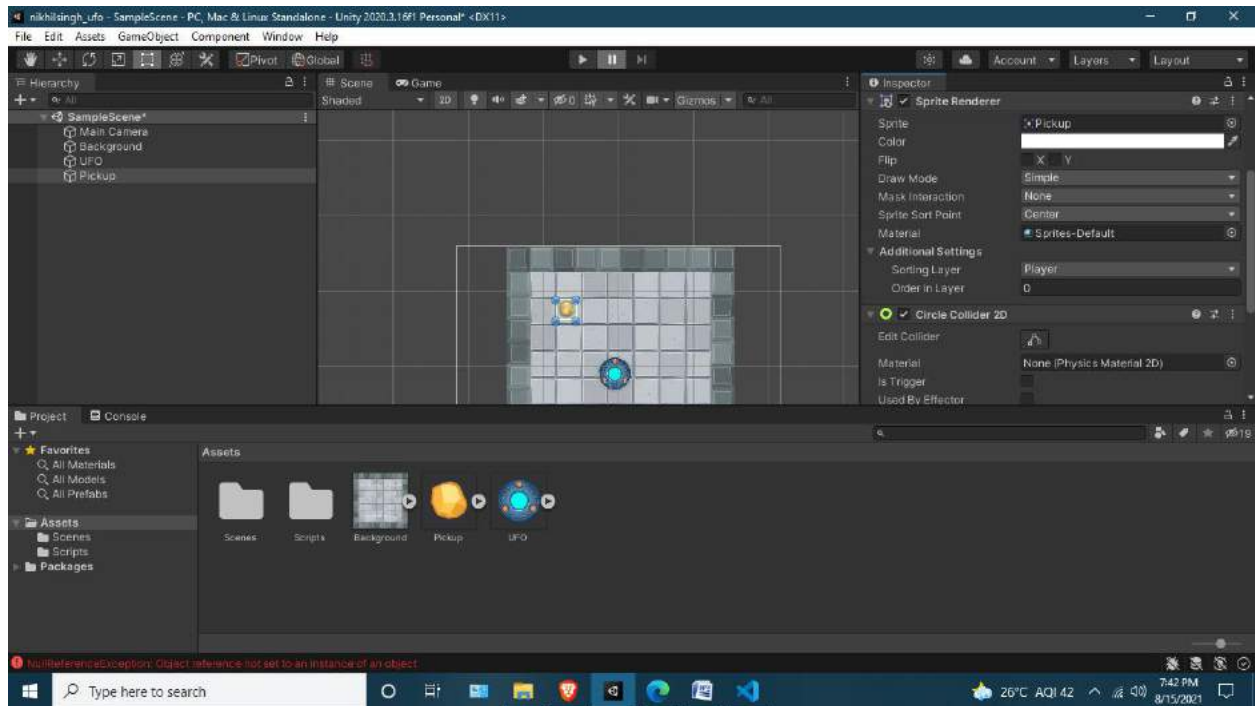 nikhilsingh_ufo - SampleScene - PC, Mac & Linux Standalone - Unity 2020.3.16f1 Personal* <DX11>
File Edit Assets GameObject Component Window Help
Pivot Global Account Layers Layout
Hierarchy
All
SampleScene*
Main Camera
Background
UFO
Pickup
Scene Game
Shaded 2D 0 Gizmos All
Inspector
Sprite Renderer
Sprite Pickup
Color
Flip X Y
Draw Mode Simple
Mask Interaction None
Sprite Sort Point Center
Material Sprites-Default
Additional Settings
Sorting Layer Player
Order in Layer 0
Circle Collider 2D
Edit Collider
Material None (Physics Material 2D)
Is Trigger
Used By Effector
Project Console
19
Favorites
All Materials
All Models
All Prefabs
Assets
Scenes
Scripts
Packages
Assets
Scenes Scripts Background Pickup UFO
NullReferenceException: Object reference not set to an instance of an object
Type here to search
26°C AQI 42
7:42 PM
8/15/2021